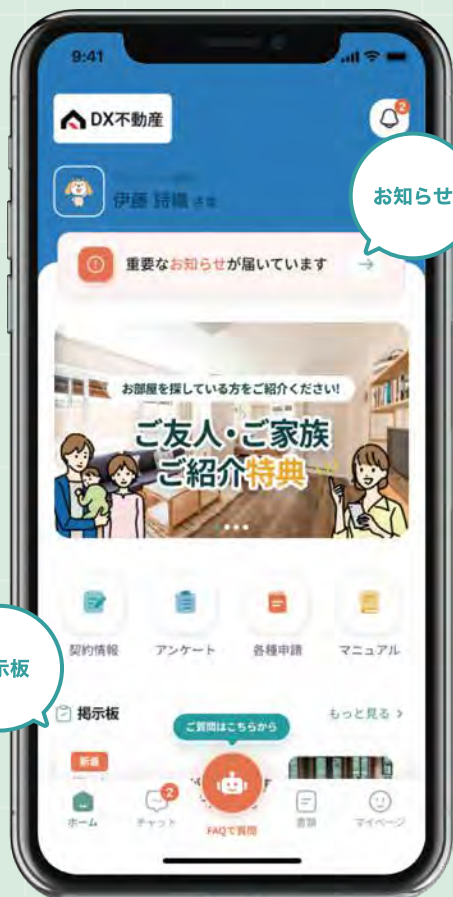 9:41
DX不動産
2
伊藤 詩織
お知らせ
重要なお知らせが届いています
お部屋を探している方をご紹介ください!
ご友人・ご家族
ご紹介特典
契約情報
アンケート
各種申請
マニュアル
示板
掲示板
もっと見る
ご質問はこちらから
新着
2
ホーム
チャット
FAQで質問
書類
マイページ